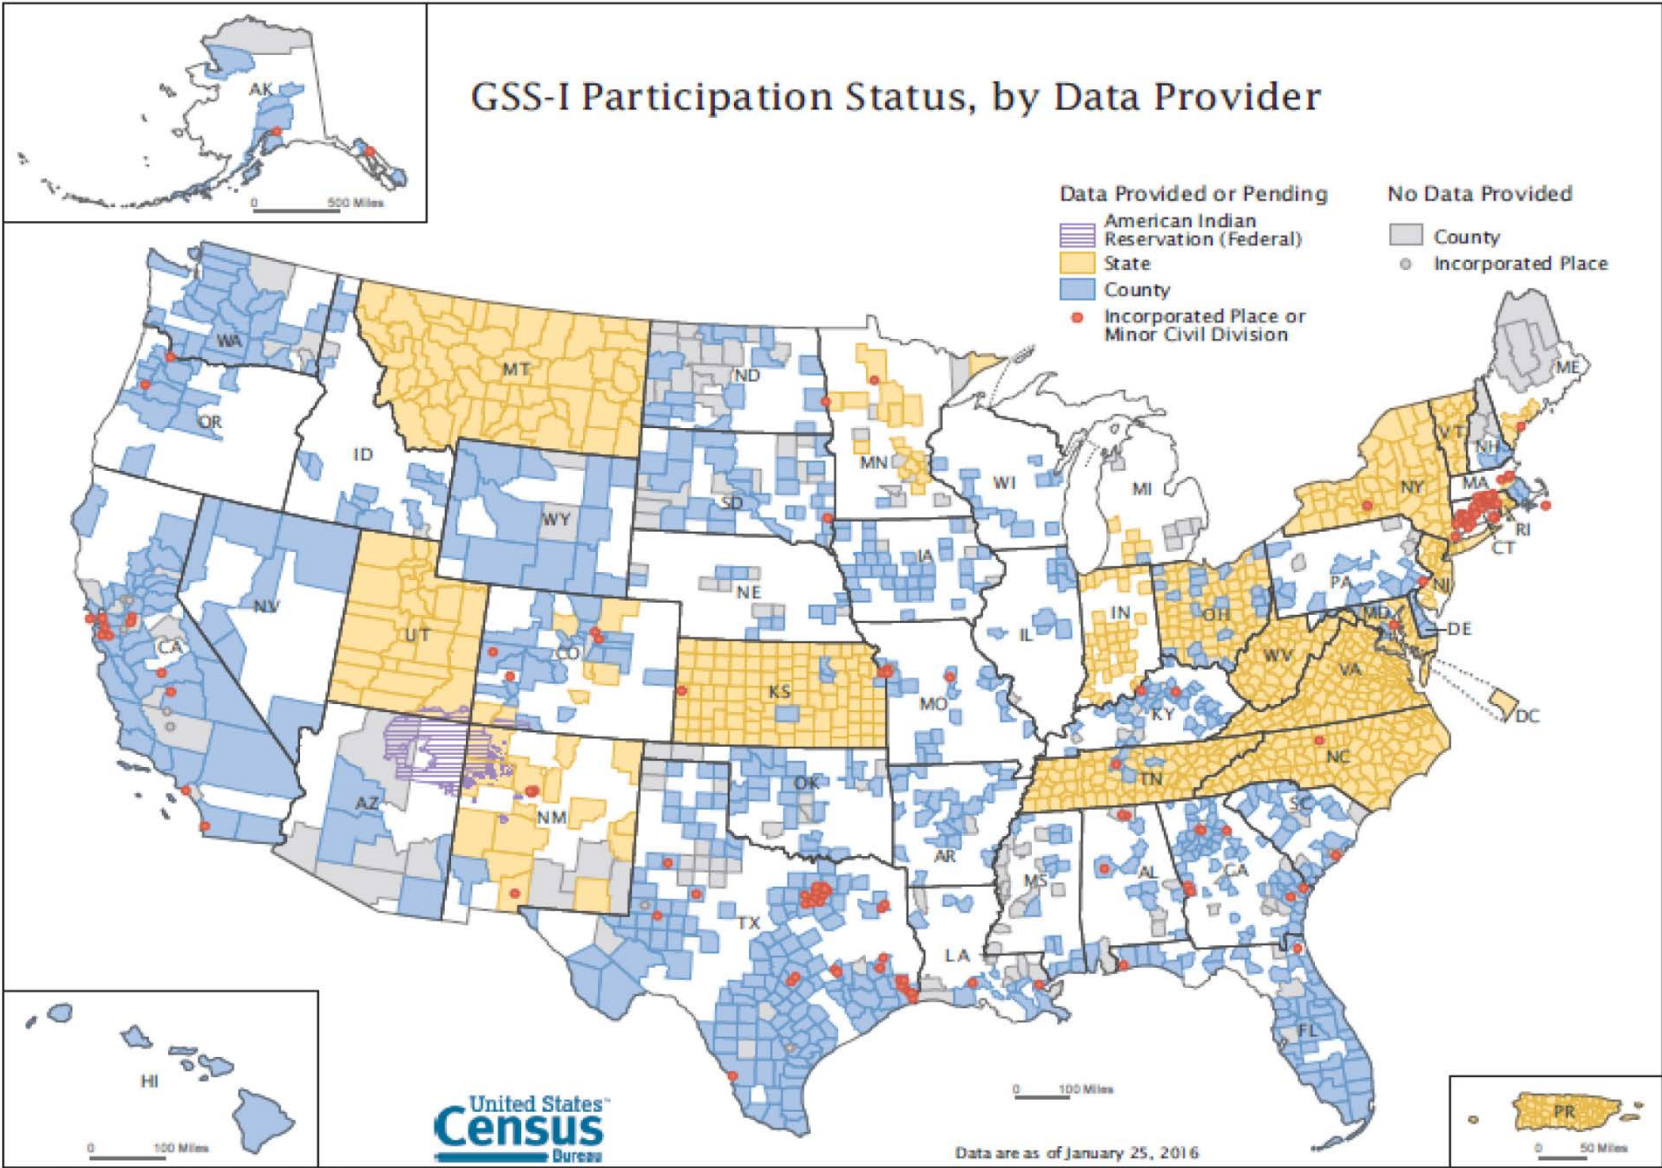 GSS-I Participation Status, by Data Provider
Data Provided or Pending
American Indian
Reservation (Federal)
State
County
Incorporated Place or
Minor Civil Division
No Data Provided
County
Incorporated Place
AK
0 500 Miles
WA
MT
ND
MN
ME
OR
ID
WY
SD
WI
MI
VT
NH
NY
MA
RI
CT
NV
UT
CO
NE
IA
IL
IN
OH
PA
NJ
MD
DE
CA
KS
MO
KY
WV
VA
DC
AZ
NM
OK
AR
TN
NC
SC
TX
LA
MS
AL
GA
FL
HI
0 100 Miles
United States™
Census
Bureau
0 100 Miles
Data are as of January 25, 2016
PR
0 50 Miles